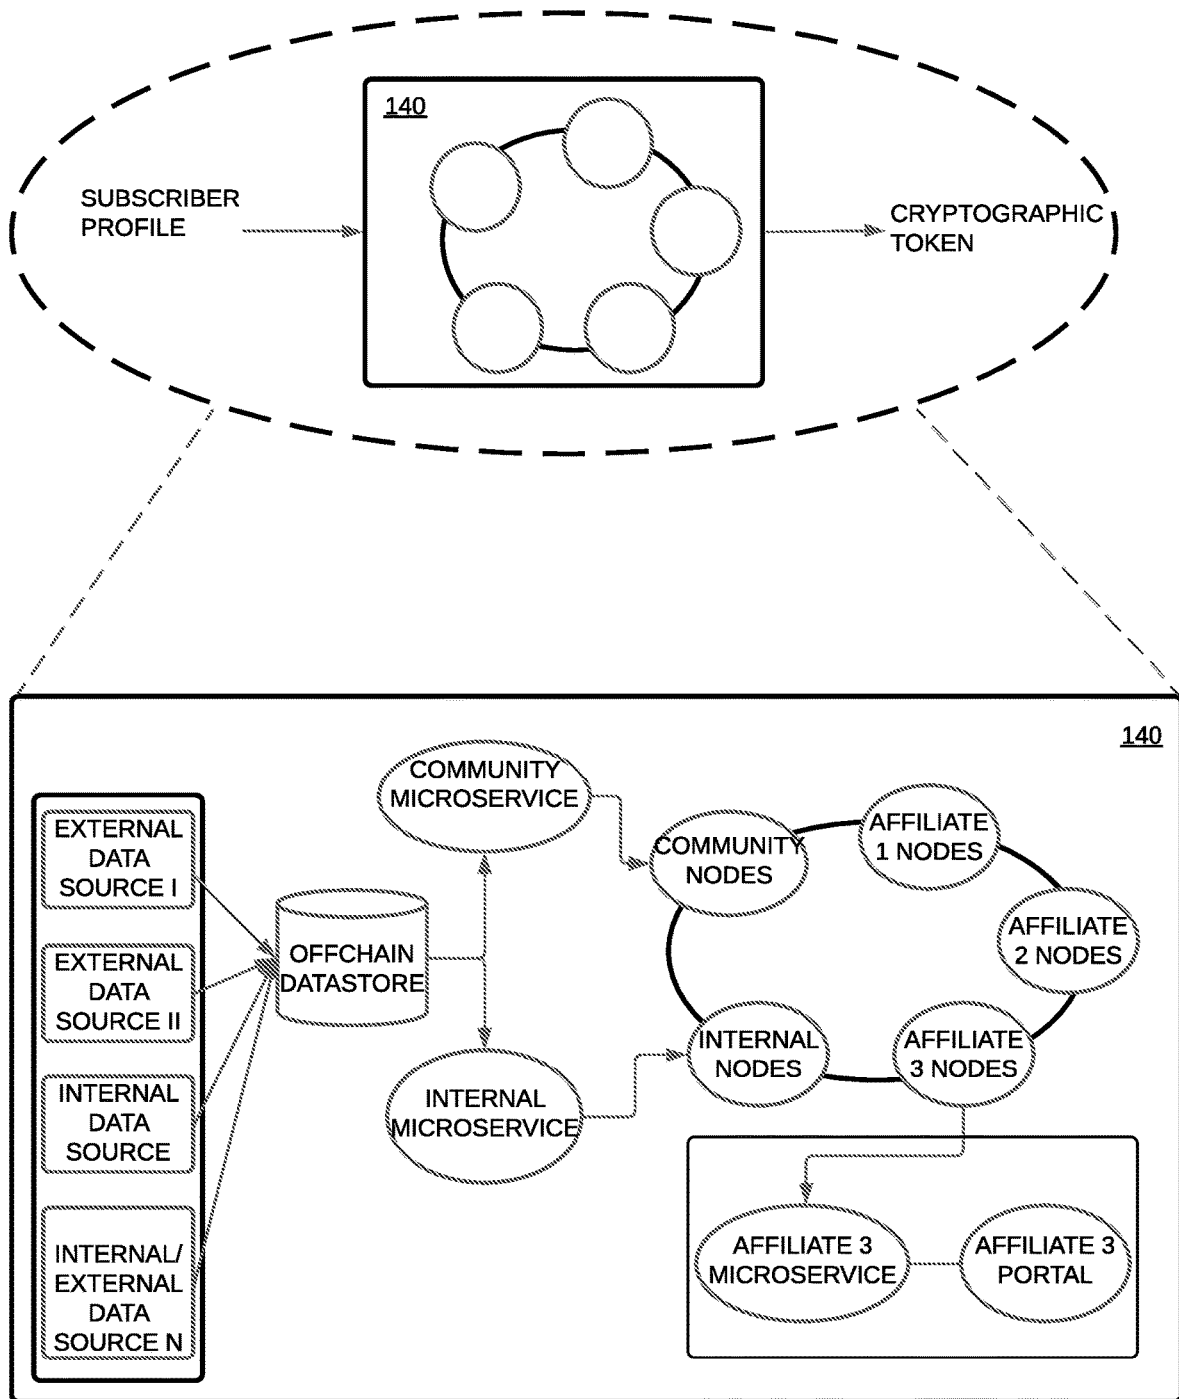 140
SUBSCRIBER
PROFILE
CRYPTOGRAPHIC
TOKEN
140
EXTERNAL
DATA
SOURCE I
EXTERNAL
DATA
SOURCE II
INTERNAL
DATA
SOURCE
INTERNAL/
EXTERNAL
DATA
SOURCE N
OFFCHAIN
DATASTORE
COMMUNITY
MICROSERVICE
INTERNAL
MICROSERVICE
COMMUNITY
NODES
AFFILIATE
1 NODES
AFFILIATE
2 NODES
AFFILIATE
3 NODES
INTERNAL
NODES
AFFILIATE 3
MICROSERVICE
AFFILIATE 3
PORTAL